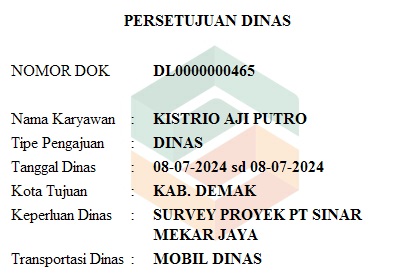 PERSETUJUAN DINAS
NOMOR DOK DL0000000465
Nama Karyawan : KISTRIO AJI PUTRO
Tipe Pengajuan : DINAS
Tanggal Dinas : 08-07-2024 sd 08-07-2024
Kota Tujuan : KAB. DEMAK
Keperluan Dinas : SURVEY PROYEK PT SINAR
MEKAR JAYA
Transportasi Dinas : MOBIL DINAS